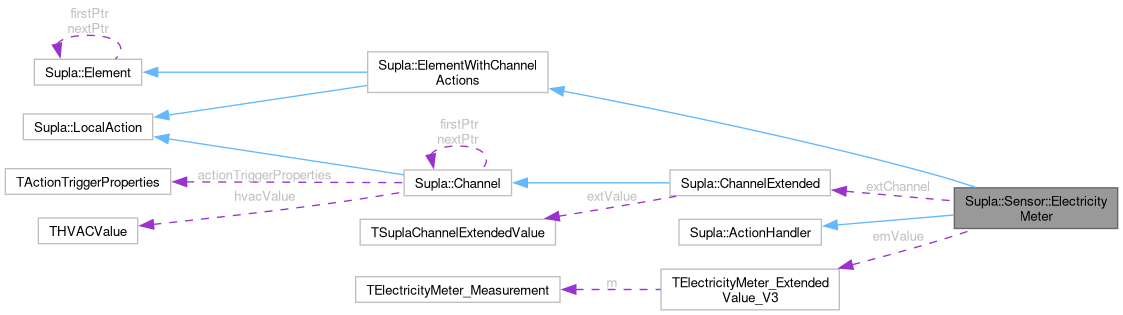 firstPtr
nextPtr
Supla::Element
Supla::ElementWithChannel
Actions
Supla::LocalAction
firstPtr
nextPtr
TActionTriggerProperties
actionTriggerProperties
Supla::Channel
Supla::ChannelExtended
extChannel
Supla::Sensor::Electricity
Meter
hvacValue
extValue
THVACValue
TSuplaChannelExtendedValue
Supla::ActionHandler
emValue
TElectricityMeter_Measurement
m
TElectricityMeter_Extended
Value_V3